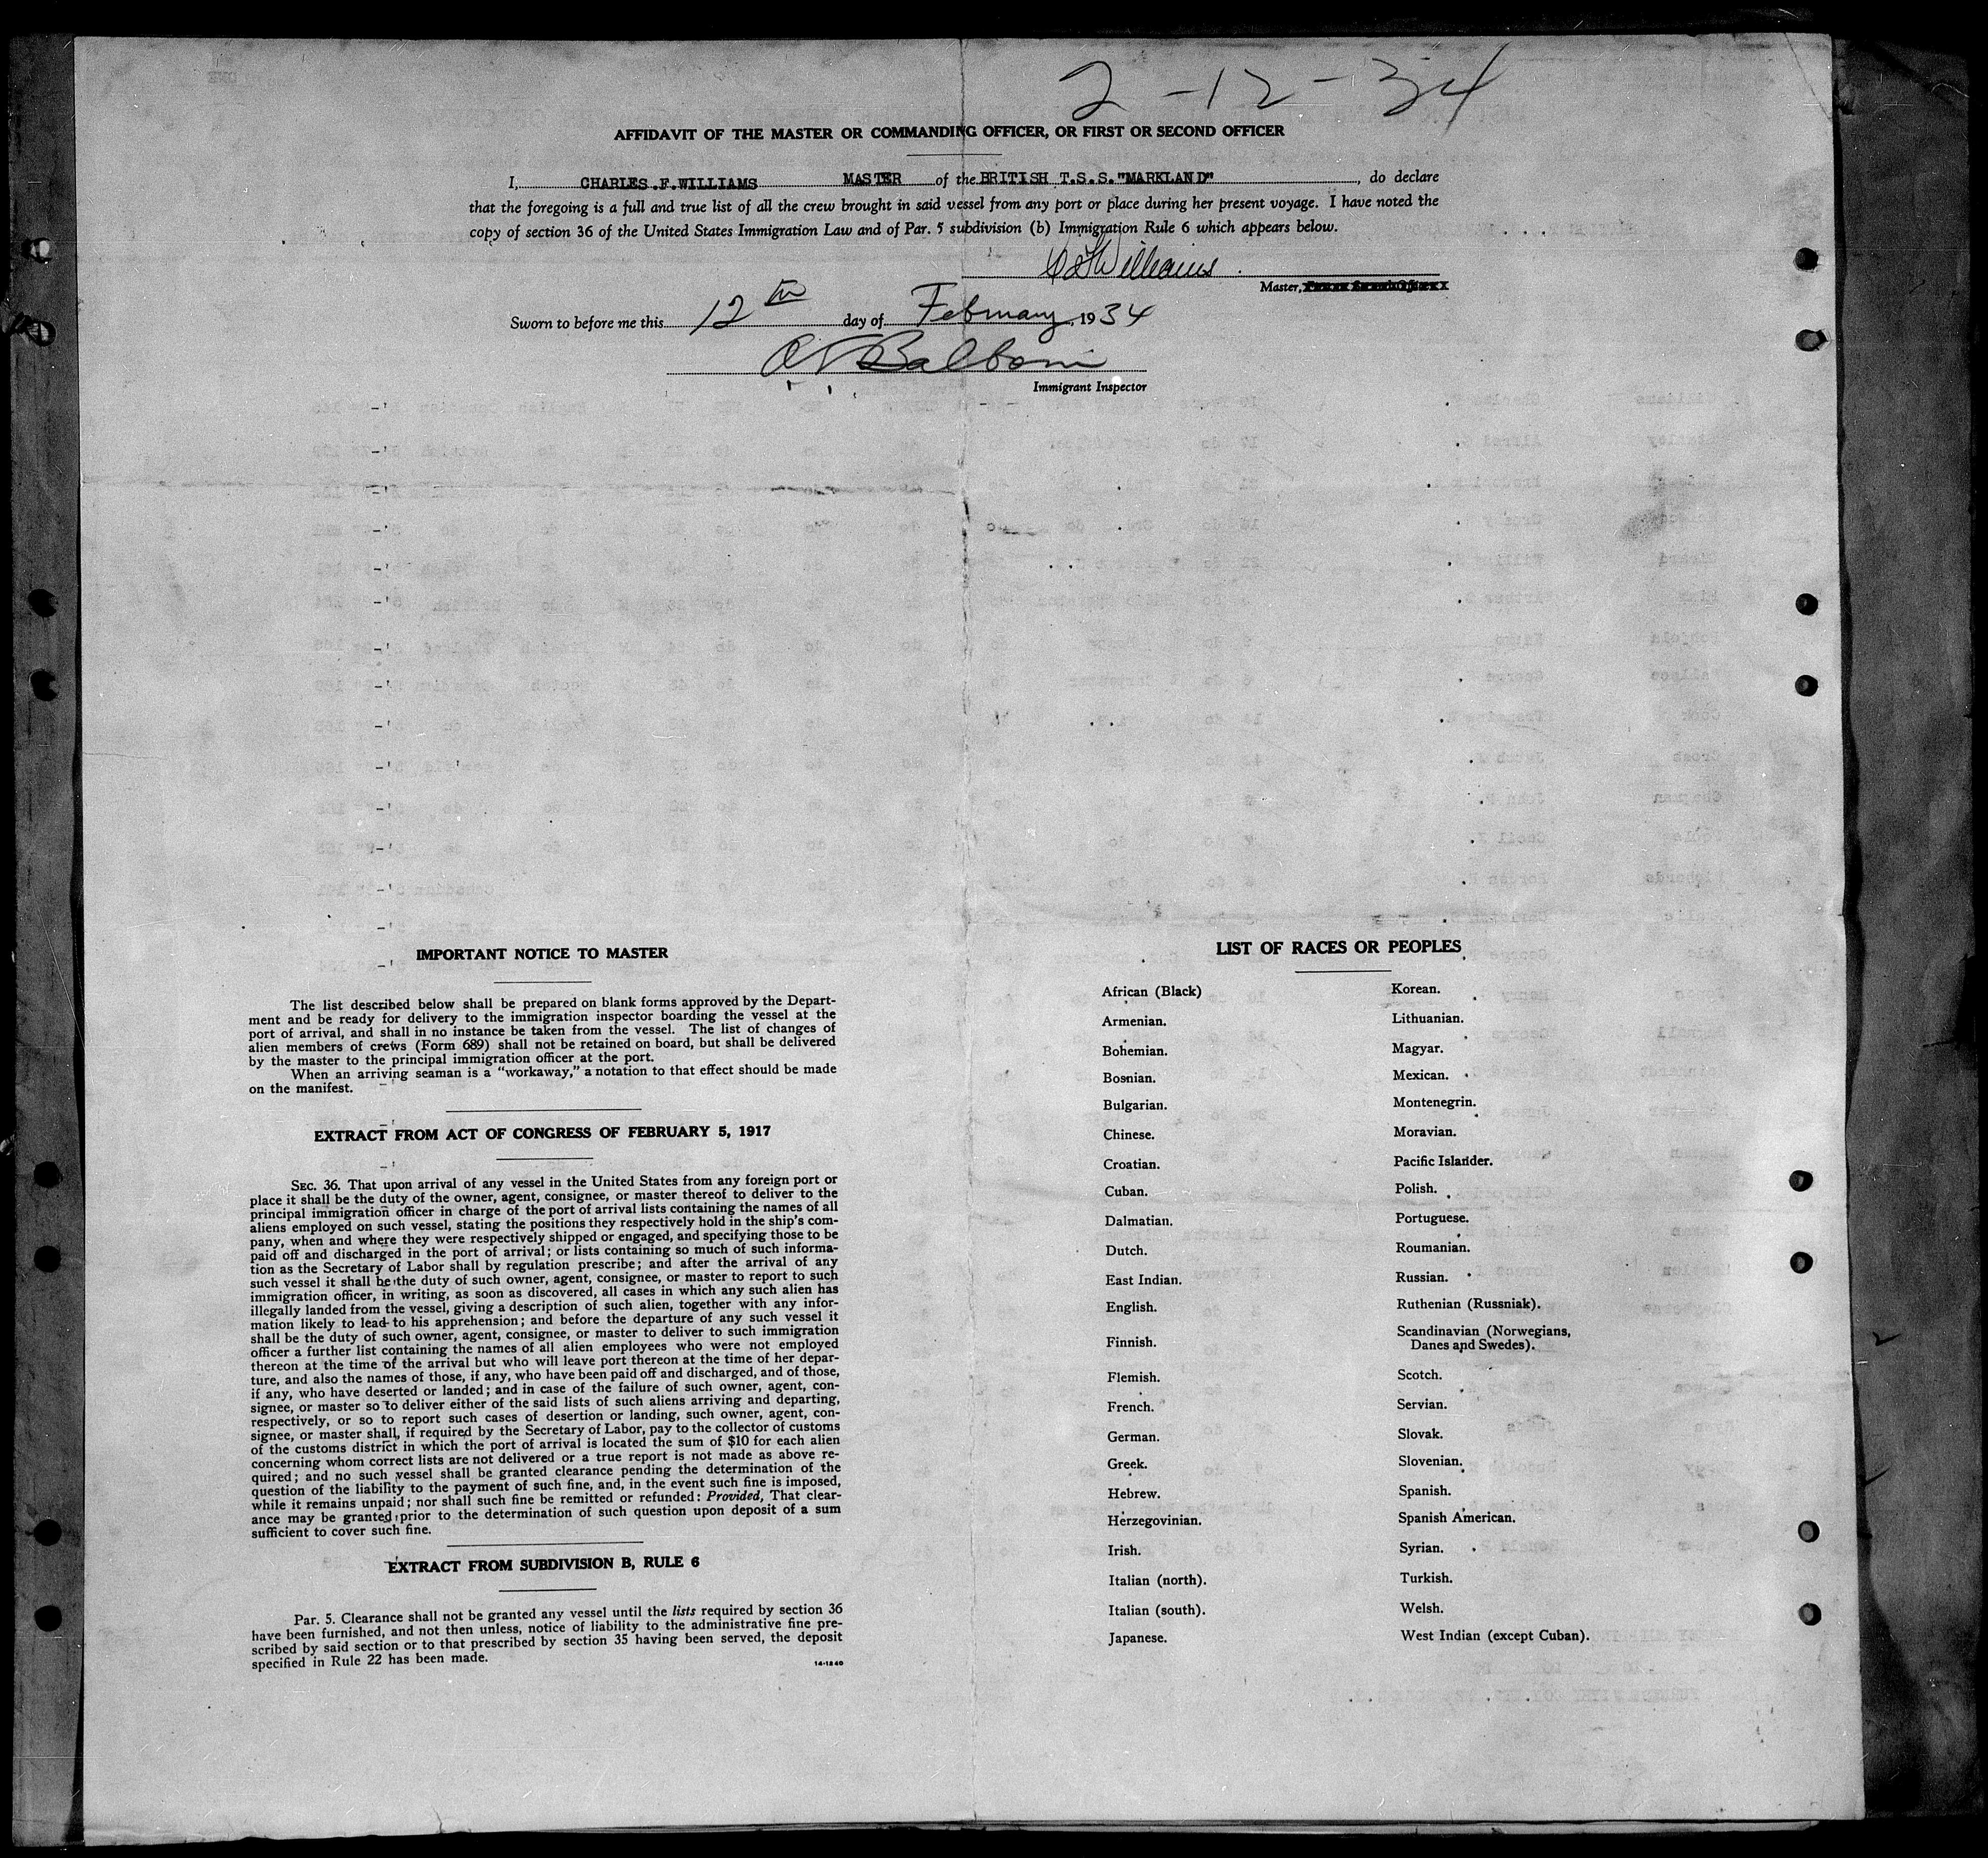 2-12-34
AFFIDAVIT OF THE MASTER OR COMMANDING OFFICER, OR FIRST OR SECOND OFFICER
I, CHARLES.F.WILLIAMS MASTER of the BRITISH T.S.S."MARKLAND", do declare
that the foregoing is a full and true list of all the crew brought in said vessel from any port or place during her present voyage. I have noted the
copy of section 36 of the United States Immigration Law and of Par. 5 subdivision (b) Immigration Rule 6 which appears below.
C F Williams
Master,
Sworn to before me this 12th day of February, 1934
Immigrant Inspector
IMPORTANT NOTICE TO MASTER
The list described below shall be prepared on blank forms approved by the Depart-
ment and be ready for delivery to the immigration inspector boarding the vessel at the
port of arrival, and shall in no instance be taken from the vessel. The list of changes of
alien members of crews (Form 689) shall not be retained on board, but shall be delivered
by the master to the principal immigration officer at the port.
When an arriving seaman is a "workaway," a notation to that effect should be made
on the manifest.
EXTRACT FROM ACT OF CONGRESS OF FEBRUARY 5, 1917
SEC. 36. That upon arrival of any vessel in the United States from any foreign port or
place it shall be the duty of the owner, agent, consignee, or master thereof to deliver to the
principal immigration officer in charge of the port of arrival lists containing the names of all
aliens employed on such vessel, stating the positions they respectively hold in the ship's com-
pany, when and where they were respectively shipped or engaged, and specifying those to be
paid off and discharged in the port of arrival; or lists containing so much of such informa-
tion as the Secretary of Labor shall by regulation prescribe; and after the arrival of any
such vessel it shall be the duty of such owner, agent, consignee, or master to report to such
immigration officer, in writing, as soon as discovered, all cases in which any such alien has
illegally landed from the vessel, giving a description of such alien, together with any infor-
mation likely to lead to his apprehension; and before the departure of any such vessel it
shall be the duty of such owner, agent, consignee, or master to deliver to such immigration
officer a further list containing the names of all alien employees who were not employed
thereon at the time of the arrival but who will leave port thereon at the time of her depar-
ture, and also the names of those, if any, who have been paid off and discharged, and of those,
if any, who have deserted or landed; and in case of the failure of such owner, agent, con-
signee, or master so to deliver either of the said lists of such aliens arriving and departing,
respectively, or so to report such cases of desertion or landing, such owner, agent, con-
signee, or master shall, if required by the Secretary of Labor, pay to the collector of customs
of the customs district in which the port of arrival is located the sum of $10 for each alien
concerning whom correct lists are not delivered or a true report is not made as above re-
quired; and no such vessel shall be granted clearance pending the determination of the
question of the liability to the payment of such fine, and, in the event such fine is imposed,
while it remains unpaid; nor shall such fine be remitted or refunded: Provided, That clear-
ance may be granted prior to the determination of such question upon deposit of a sum
sufficient to cover such fine.
EXTRACT FROM SUBDIVISION B, RULE 6
Par. 5. Clearance shall not be granted any vessel until the lists required by section 36
have been furnished, and not then unless, notice of liability to the administrative fine pre-
scribed by said section or to that prescribed by section 35 having been served, the deposit
specified in Rule 22 has been made.
14-1240
LIST OF RACES OR PEOPLES
African (Black)
Armenian.
Bohemian.
Bosnian.
Bulgarian.
Chinese.
Croatian.
Cuban.
Dalmatian.
Dutch.
East Indian.
English.
Finnish.
Flemish.
French.
German.
Greek.
Hebrew.
Herzegovinian.
Irish.
Italian (north).
Italian (south).
Japanese.
Korean.
Lithuanian.
Magyar.
Mexican.
Montenegrin.
Moravian.
Pacific Islander.
Polish.
Portuguese.
Roumanian.
Russian.
Ruthenian (Russniak).
Scandinavian (Norwegians,
Danes and Swedes).
Scotch.
Servian.
Slovak.
Slovenian.
Spanish.
Spanish American.
Syrian.
Turkish.
Welsh.
West Indian (except Cuban).